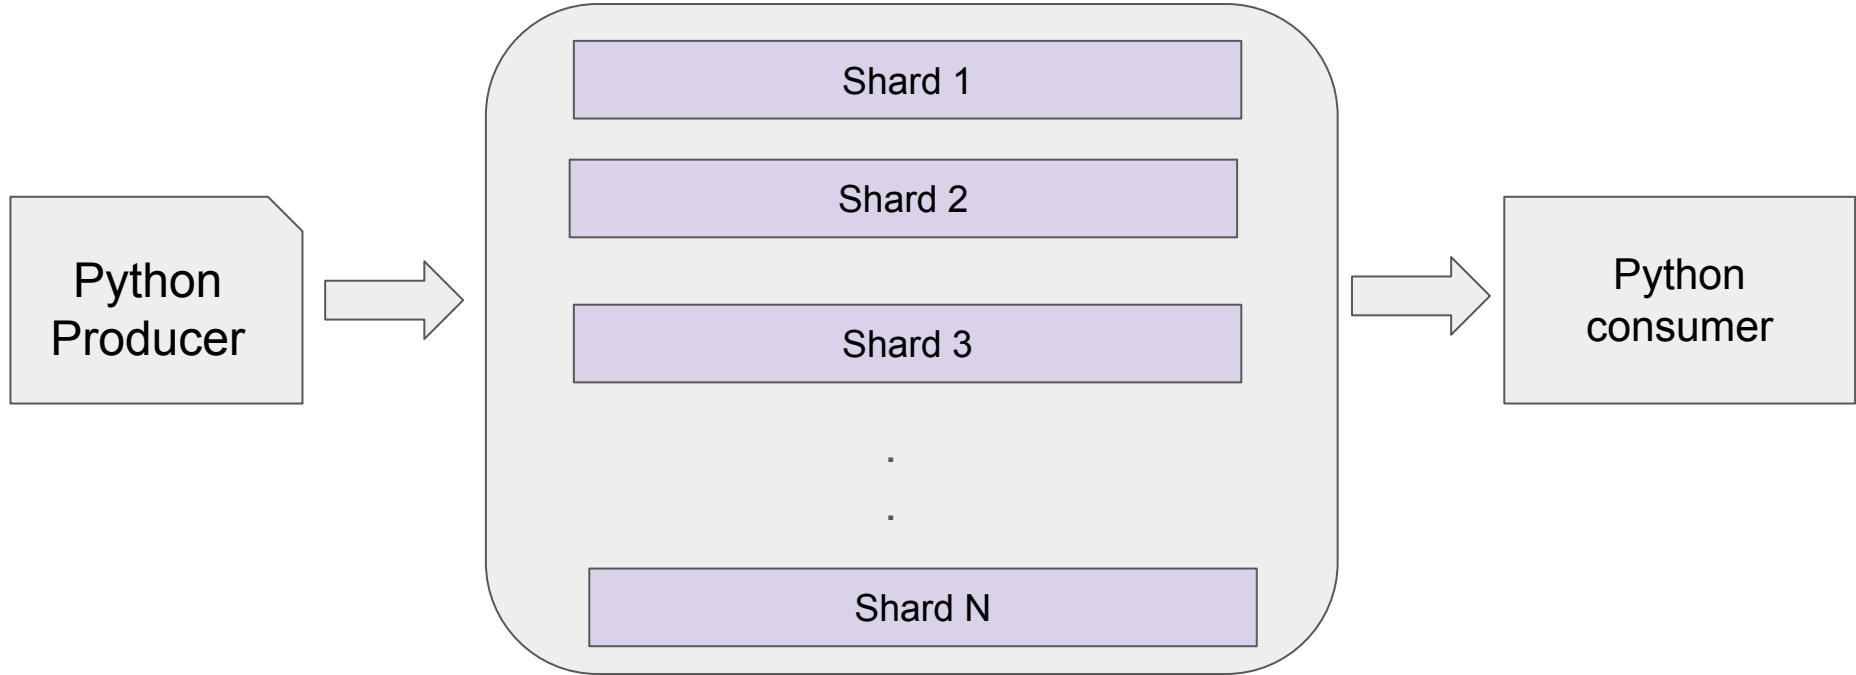 Shard 1
Shard 2
Python
Producer
Shard 3
Python
consumer
.
.
Shard N